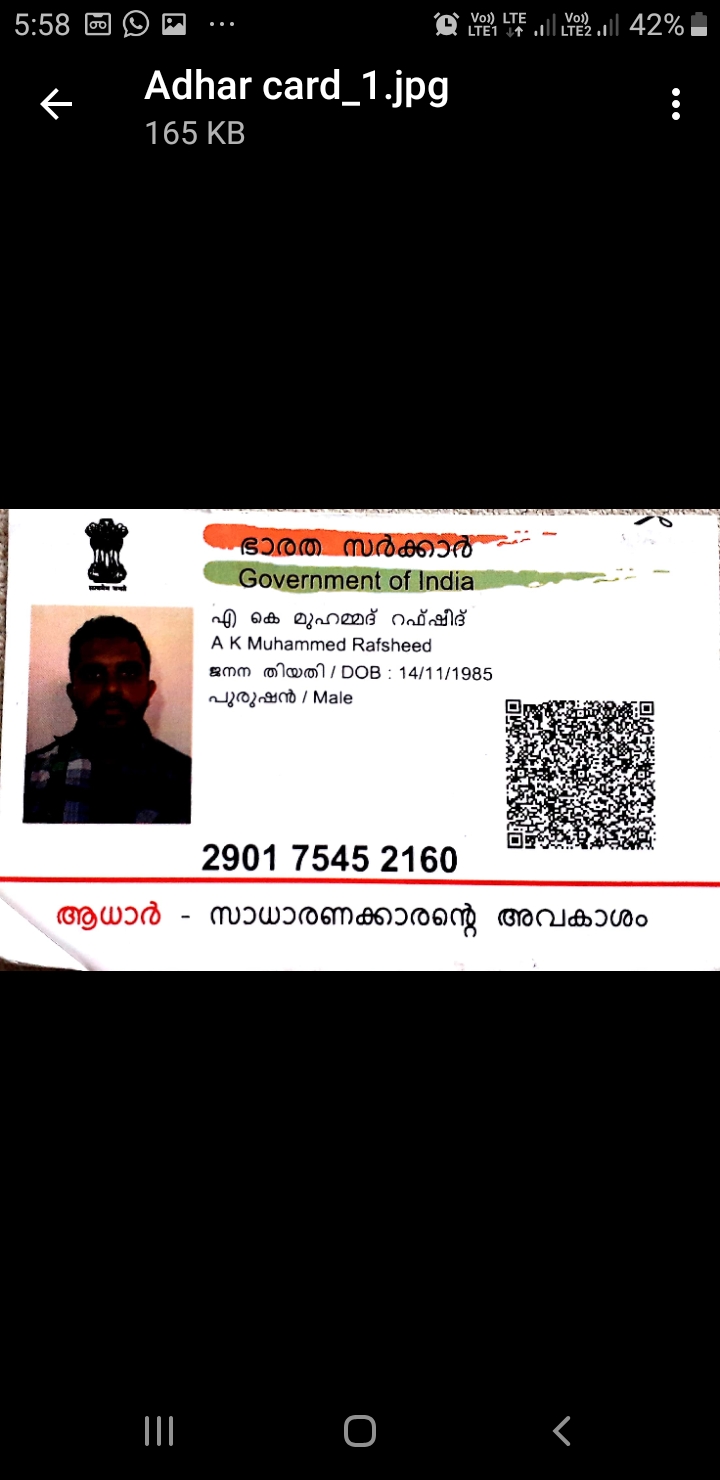 5:58
Vo) LTE LTE1
Vo) LTE2
42%
Adhar card_1.jpg
165 KB
ഭാരത സർക്കാർ
Government of India
എ കെ മുഹമ്മദ് റഫ്ഷീദ്
A K Muhammed Rafsheed
ജനന തിയതി / DOB : 14/11/1985
പുരുഷൻ / Male
2901 7545 2160
ആധാർ - സാധാരണക്കാരന്റെ അവകാശം